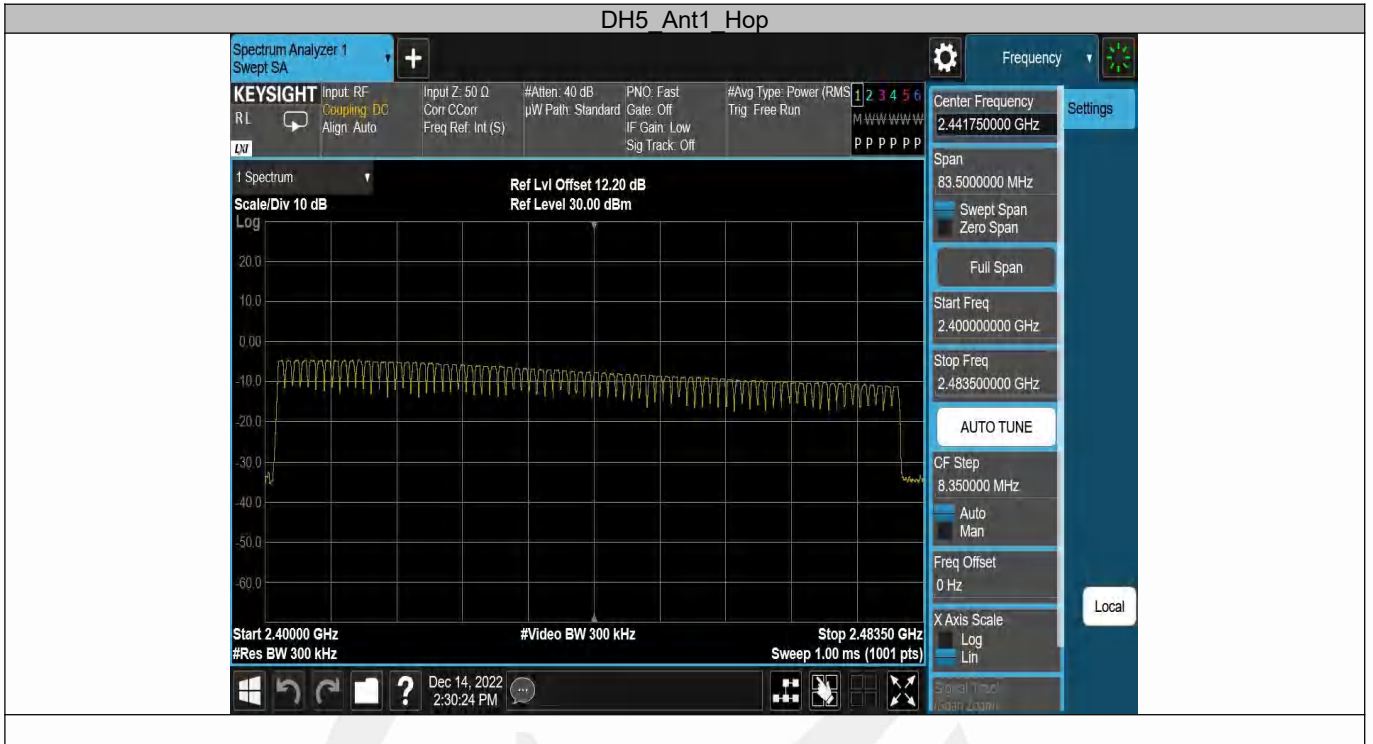 DH5_Ant1_Hop
Spectrum Analyzer 1
Swept SA
+
Frequency
KEYSIGHT
RL
LXI
Input: RF
Coupling: DC
Align: Auto
Input Z: 50 Ω
Corr CCorr
Freq Ref: Int (S)
#Atten: 40 dB
µW Path: Standard
PNO: Fast
Gate: Off
IF Gain: Low
Sig Track: Off
#Avg Type: Power (RMS
Trig: Free Run
1 2 3 4 5 6
M W W W W W
P P P P P P
Center Frequency
2.441750000 GHz
Settings
Span
83.5000000 MHz
Swept Span
Zero Span
Full Span
Start Freq
2.400000000 GHz
Stop Freq
2.483500000 GHz
AUTO TUNE
CF Step
8.350000 MHz
Auto
Man
Freq Offset
0 Hz
X Axis Scale
Log
Lin
Signal Track
(Span Zoom)
Local
1 Spectrum
Scale/Div 10 dB
Ref Lvl Offset 12.20 dB
Ref Level 30.00 dBm
Log
20.0
10.0
0.00
-10.0
-20.0
-30.0
-40.0
-50.0
-60.0
Start 2.40000 GHz
#Video BW 300 kHz
Stop 2.48350 GHz
#Res BW 300 kHz
Sweep 1.00 ms (1001 pts)
?
Dec 14, 2022
2:30:24 PM